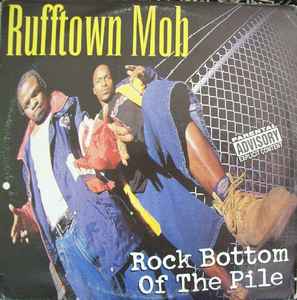 Rufftown Mob
PARENTAL
ADVISORY
EXPLICIT CONTENT
Rock Bottom
Of The Pile